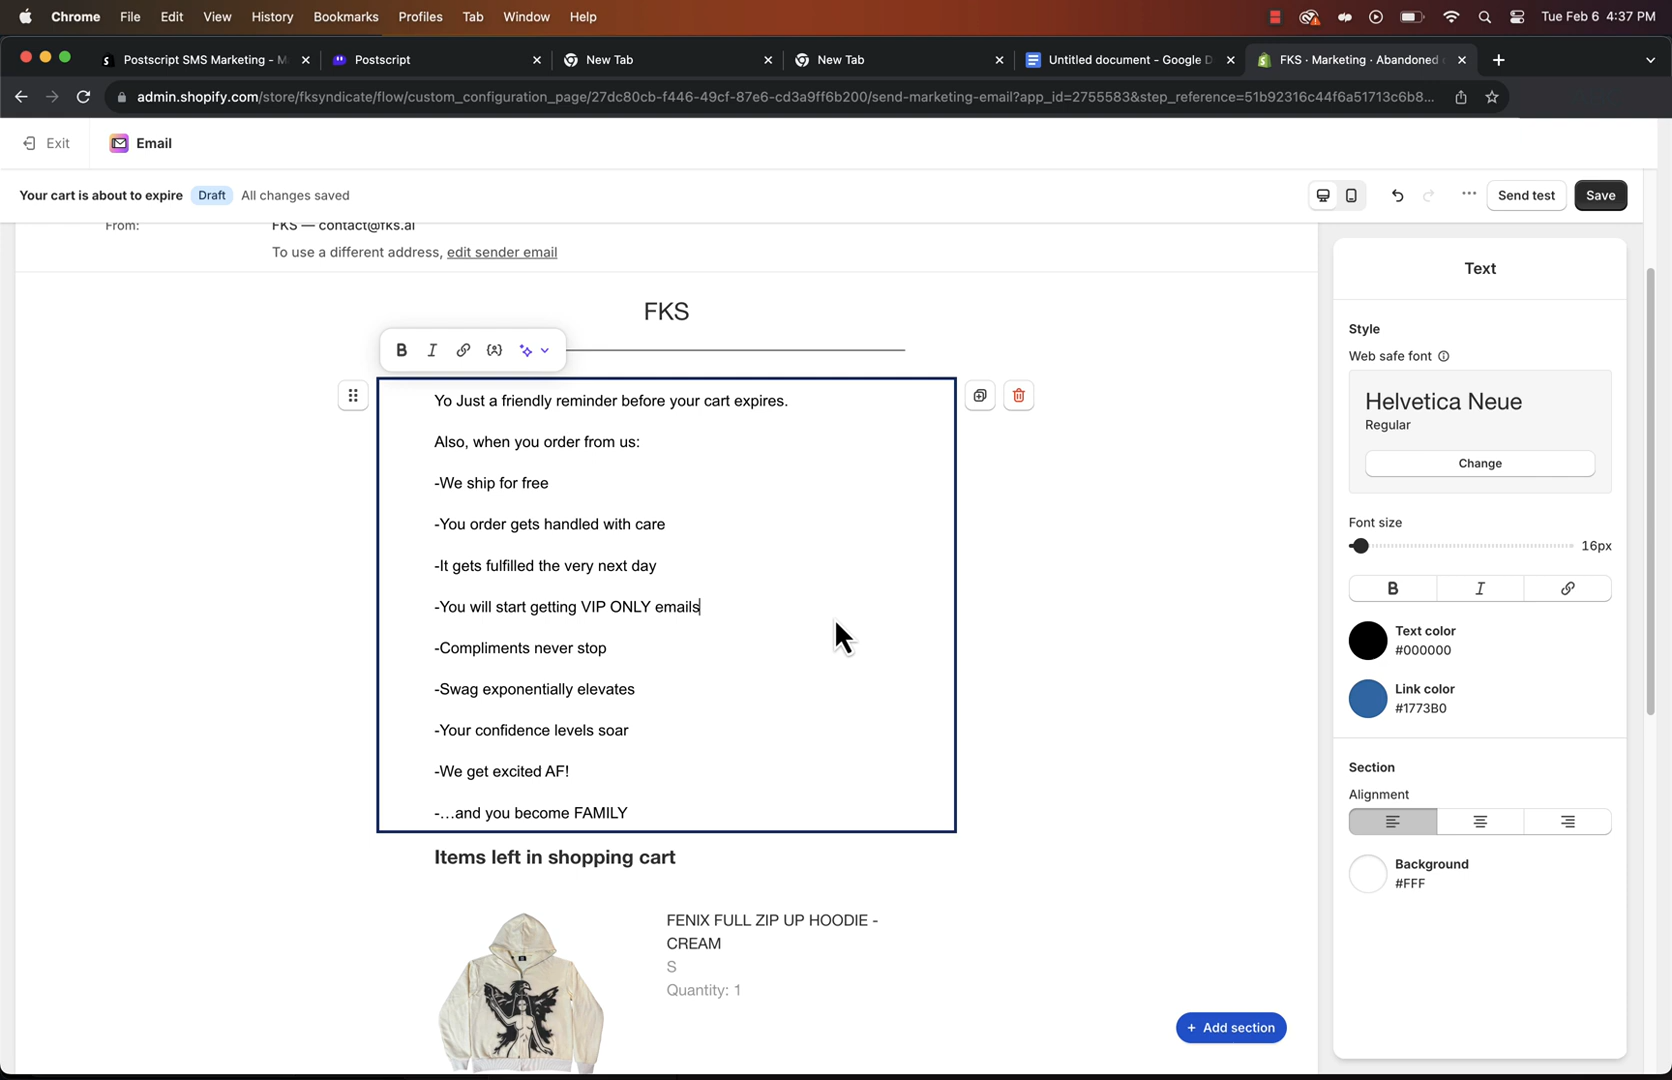 Chrome File Edit View History Bookmarks Profiles Tab Window Help Tue Feb 6 4:37 PM
Postscript SMS Marketing - M Postscript New Tab New Tab Untitled document - Google D FKS · Marketing · Abandoned
admin.shopify.com/store/fksyndicate/flow/custom_configuration_page/27dc80cb-f446-49cf-87e6-cd3a9ff6b200/send-marketing-email?app_id=2755583&step_reference=51b92316c44f6a51713c6b8...
Exit Email
Your cart is about to expire Draft All changes saved Send test Save
From: FKS — contact@fks.ai
To use a different address, edit sender email
FKS
B I
Yo Just a friendly reminder before your cart expires.
Also, when you order from us:
-We ship for free
-You order gets handled with care
-It gets fulfilled the very next day
-You will start getting VIP ONLY emails
-Compliments never stop
-Swag exponentially elevates
-Your confidence levels soar
-We get excited AF!
-...and you become FAMILY
Items left in shopping cart
FENIX FULL ZIP UP HOODIE -
CREAM
S
Quantity: 1
+ Add section
Text
Style
Web safe font
Helvetica Neue
Regular
Change
Font size
16px
B I
Text color
#000000
Link color
#1773B0
Section
Alignment
Background
#FFF